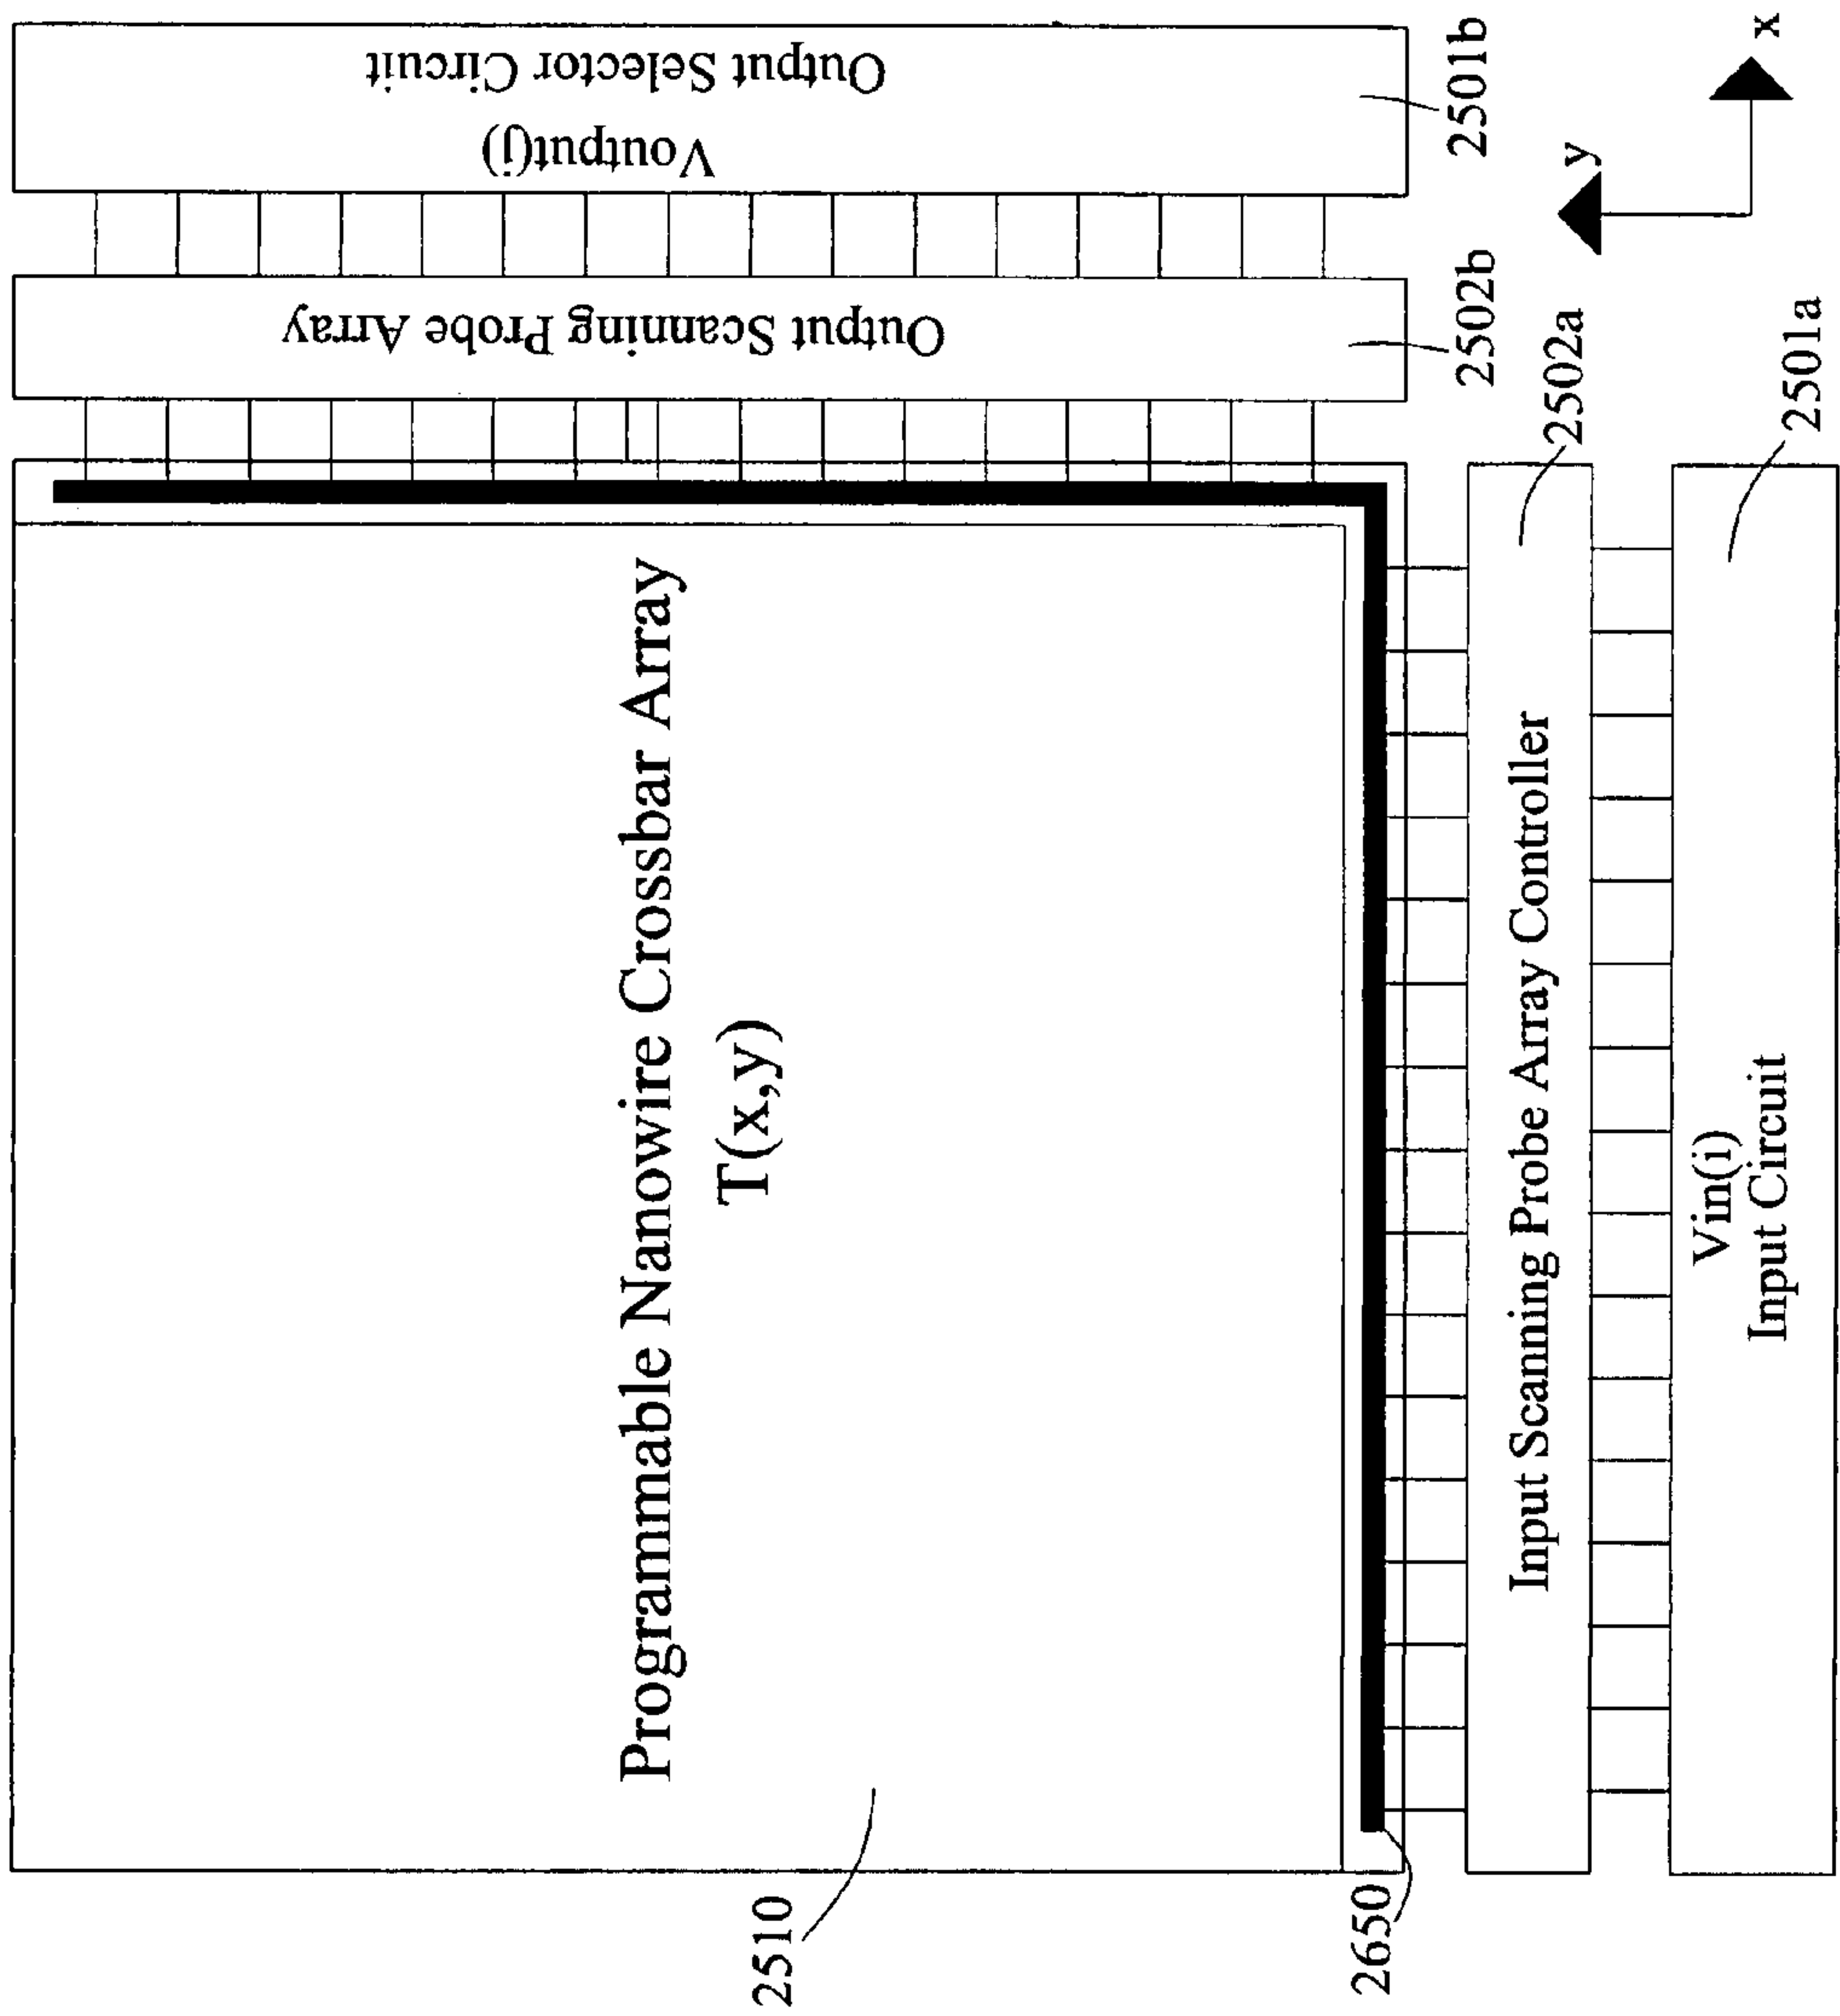 Programmable Nanowire Crossbar Array
T(x,y)
2510
2650
Input Scanning Probe Array Controller
2502a
Vin(i)
Input Circuit
2501a
Output Scanning Probe Array
2502b
Voutput(j)
Output Selector Circuit
2501b
y
x